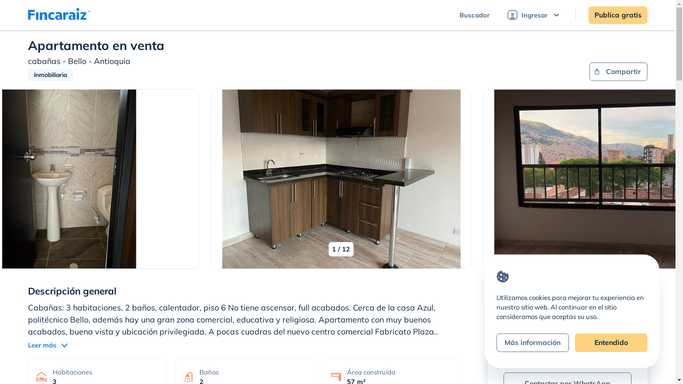 Fincaraiz
Buscador
Ingresar
Publica gratis
Apartamento en venta
cabañas - Bello - Antioquia
Inmobiliaria
Compartir
1 / 12
Descripción general
Cabañas: 3 habitaciones, 2 baños, calentador, piso 6 No tiene ascensor, full acabados. Cerca de la casa Azul,
politécnico Bello, además hay una gran zona comercial, educativa y religiosa. Apartamento con muy buenos
acabados, buena vista y ubicación privilegiada. A pocas cuadras del nuevo centro comercial Fabricato Plaza..
Leer más
Habitaciones
3
Baños
2
Área construida
57 m²
Utilizamos cookies para mejorar tu experiencia en
nuestro sitio web. Al continuar en el sitio
consideramos que aceptas su uso.
Más información
Entendido
Contactar por WhatsApp